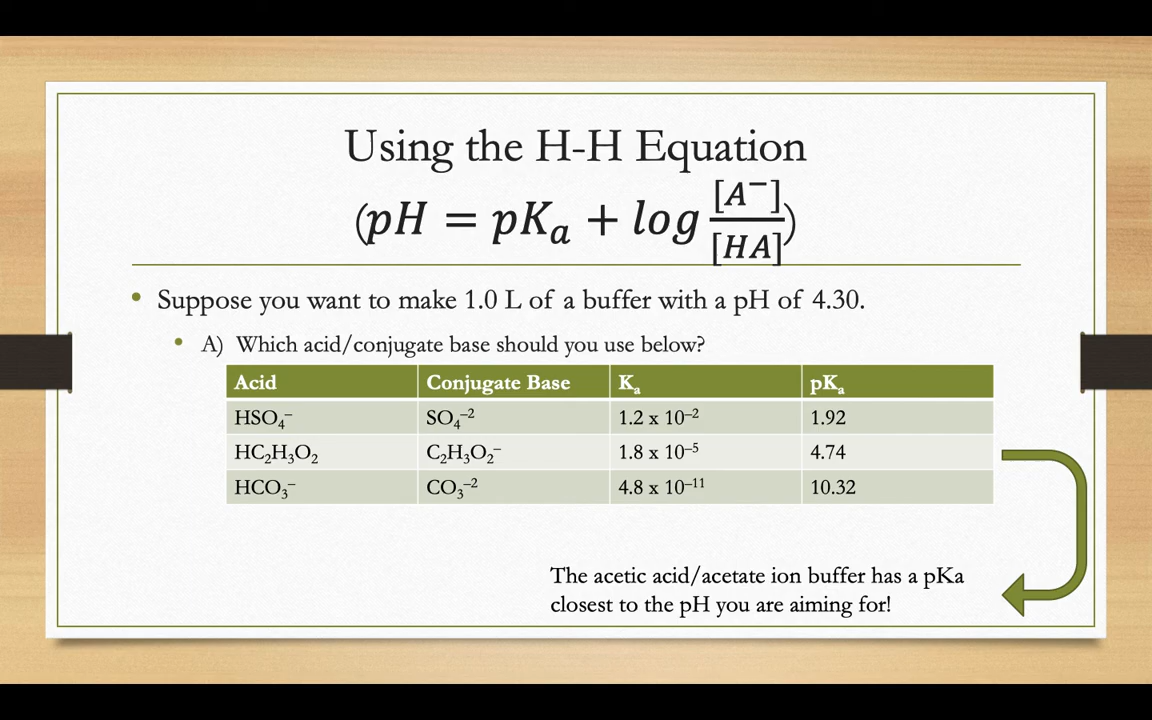 Using the H-H Equation
(pH = pKₐ + log [A⁻]/[HA])
• Suppose you want to make 1.0 L of a buffer with a pH of 4.30.
• A) Which acid/conjugate base should you use below?
Acid Conjugate Base Kₐ pKₐ
HSO₄⁻ SO₄⁻² 1.2 x 10⁻² 1.92
HC₂H₃O₂ C₂H₃O₂⁻ 1.8 x 10⁻⁵ 4.74
HCO₃⁻ CO₃⁻² 4.8 x 10⁻¹¹ 10.32
The acetic acid/acetate ion buffer has a pKa
closest to the pH you are aiming for!